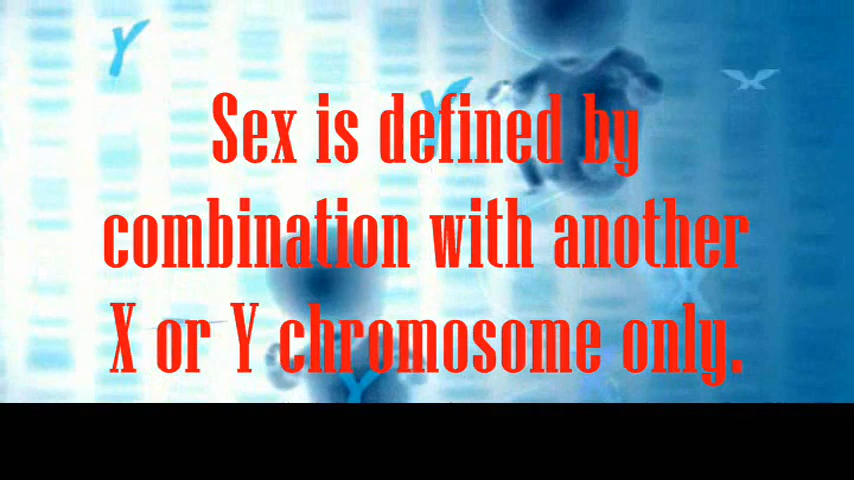 Y
Y
X
Sex is defined by
combination with another
X or Y chromosome only.
X
Y